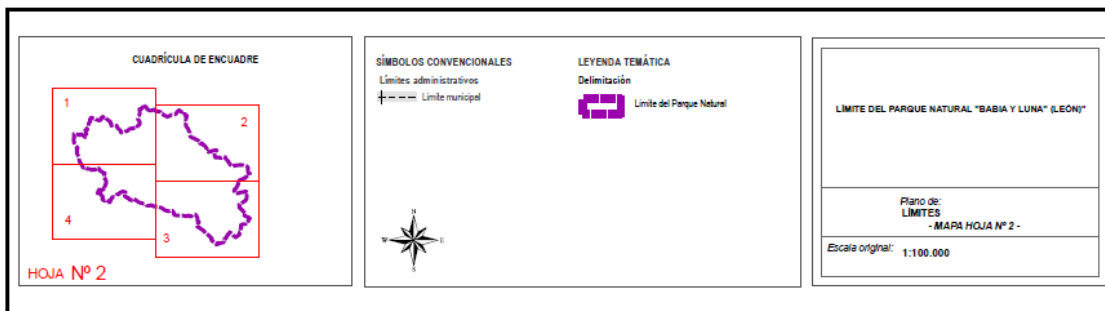 CUADRÍCULA DE ENCUADRE
1
2
4
3
HOJA Nº 2
SÍMBOLOS CONVENCIONALES
Límites administrativos
Limite municipal
LEYENDA TEMÁTICA
Delimitación
Limite del Parque Natural
N
W
E
S
LÍMITE DEL PARQUE NATURAL "BABIA Y LUNA" (LEÓN)"
Plano de:
LÍMITES
- MAPA HOJA Nº 2 -
Escala original: 1:100.000